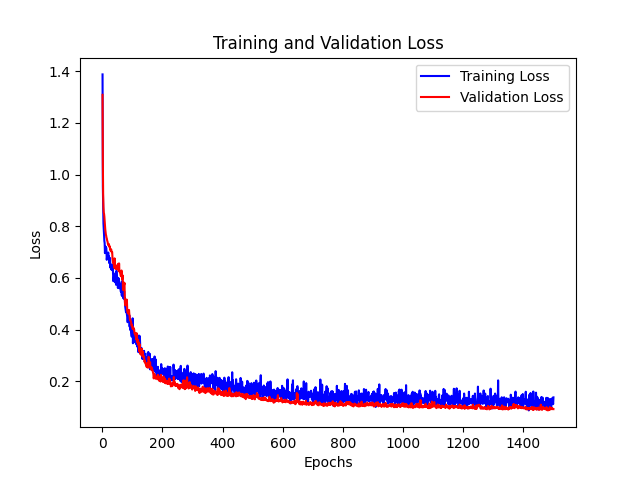 Training and Validation Loss
Training Loss
Validation Loss
Loss
1.4
1.2
1.0
0.8
0.6
0.4
0.2
0 200 400 600 800 1000 1200 1400
Epochs